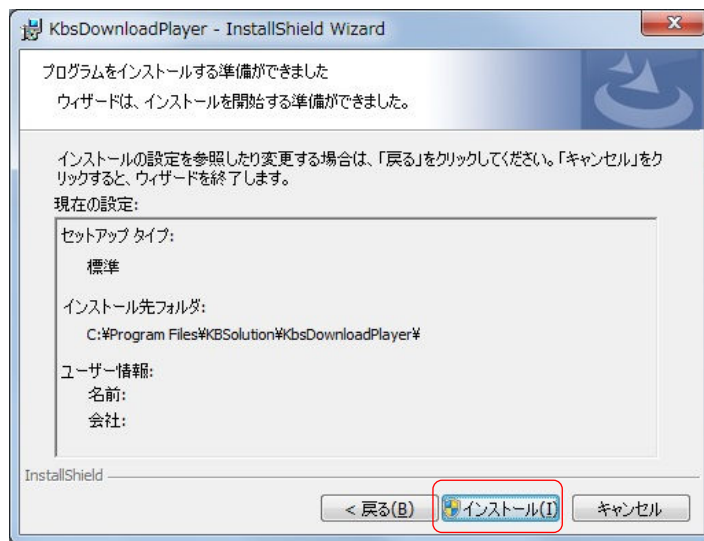 KbsDownloadPlayer - InstallShield Wizard
プログラムをインストールする準備ができました
ウィザードは、インストールを開始する準備ができました。
インストールの設定を参照したり変更する場合は、「戻る」をクリックしてください。「キャンセル」をク
リックすると、ウィザードを終了します。
現在の設定:
セットアップ タイプ:
標準
インストール先フォルダ:
C:¥Program Files¥KBSolution¥KbsDownloadPlayer¥
ユーザー情報:
名前:
会社:
InstallShield
< 戻る(B) インストール(I) キャンセル